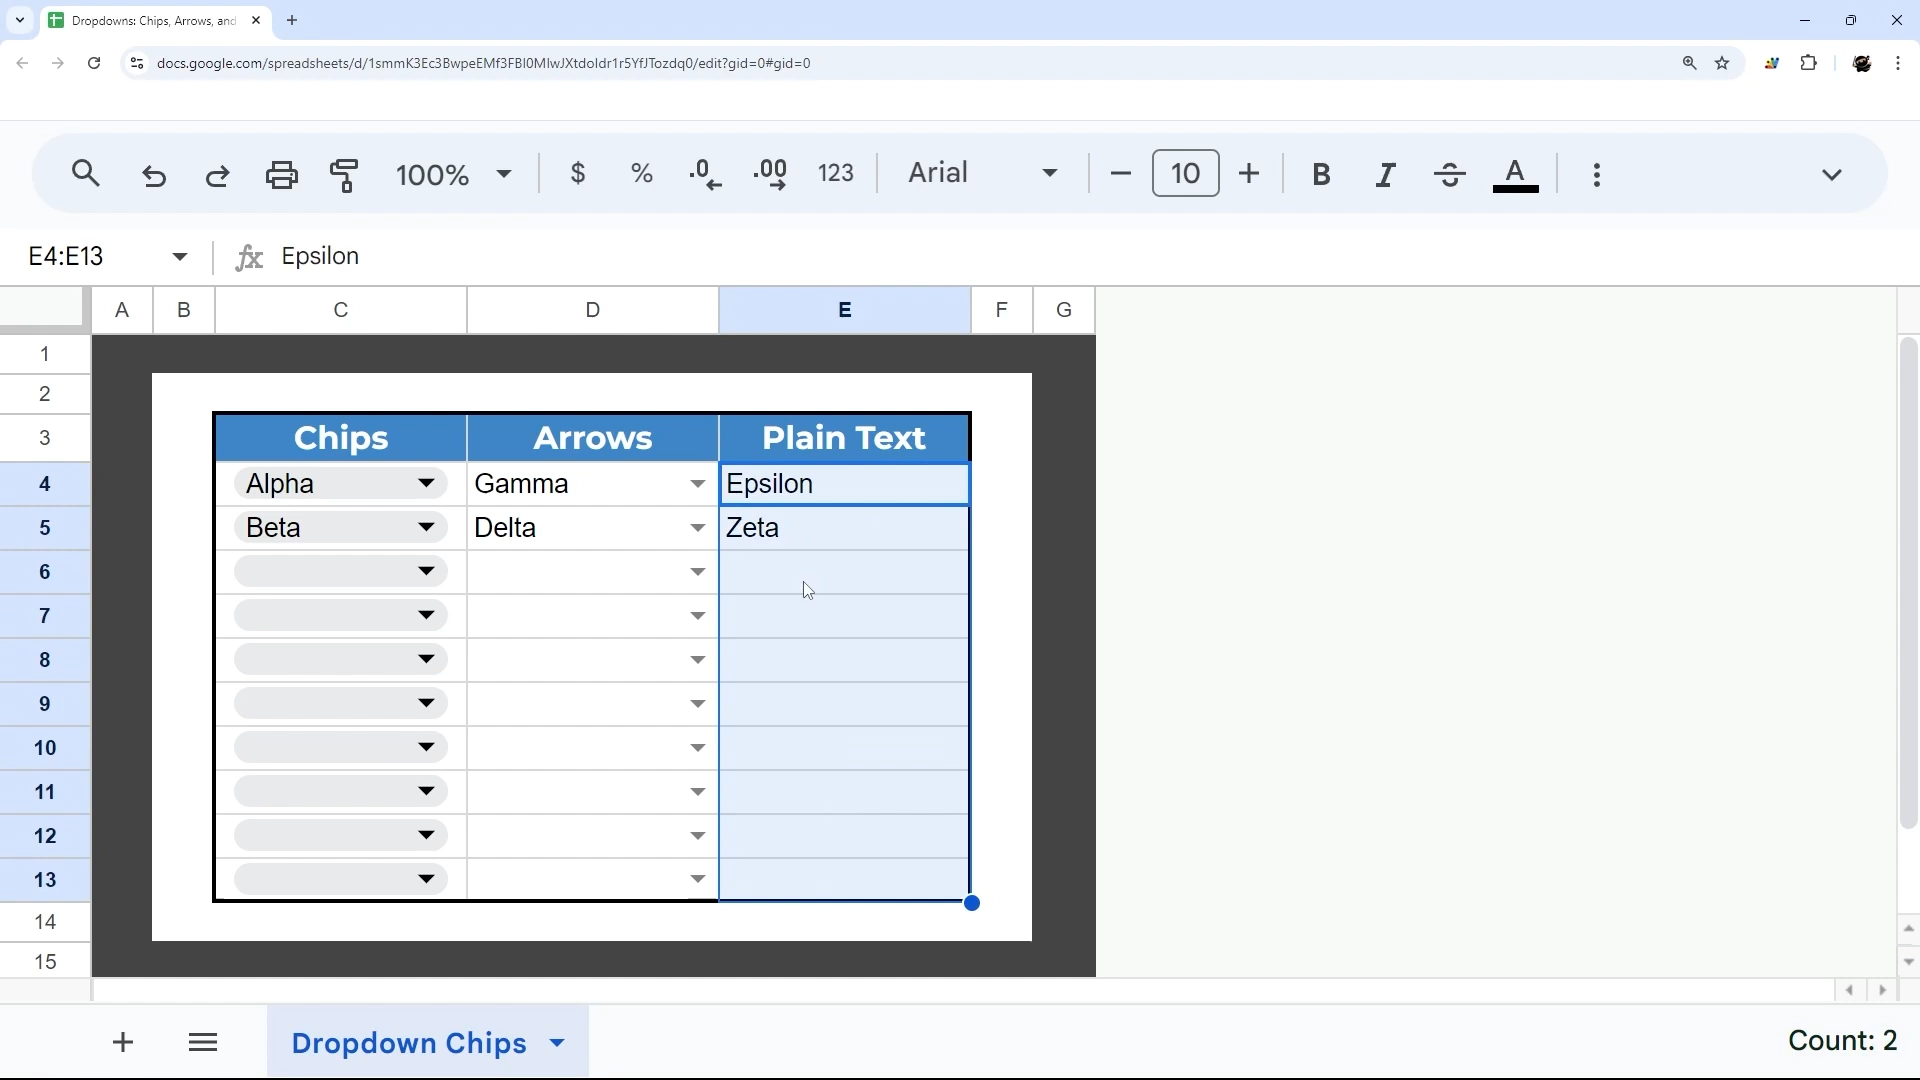 Dropdowns: Chips, Arrows, and
docs.google.com/spreadsheets/d/1smmK3Ec3BwpeEMf3FBI0MIwJXtdoldr1r5YfJTozdq0/edit?gid=0#gid=0
100% $ % .0 .00 123 Arial 10 B I S A
E4:E13 fx Epsilon
A B C D E F G
1
2
3 Chips Arrows Plain Text
4 Alpha Gamma Epsilon
5 Beta Delta Zeta
6
7
8
9
10
11
12
13
14
15
Dropdown Chips Count: 2